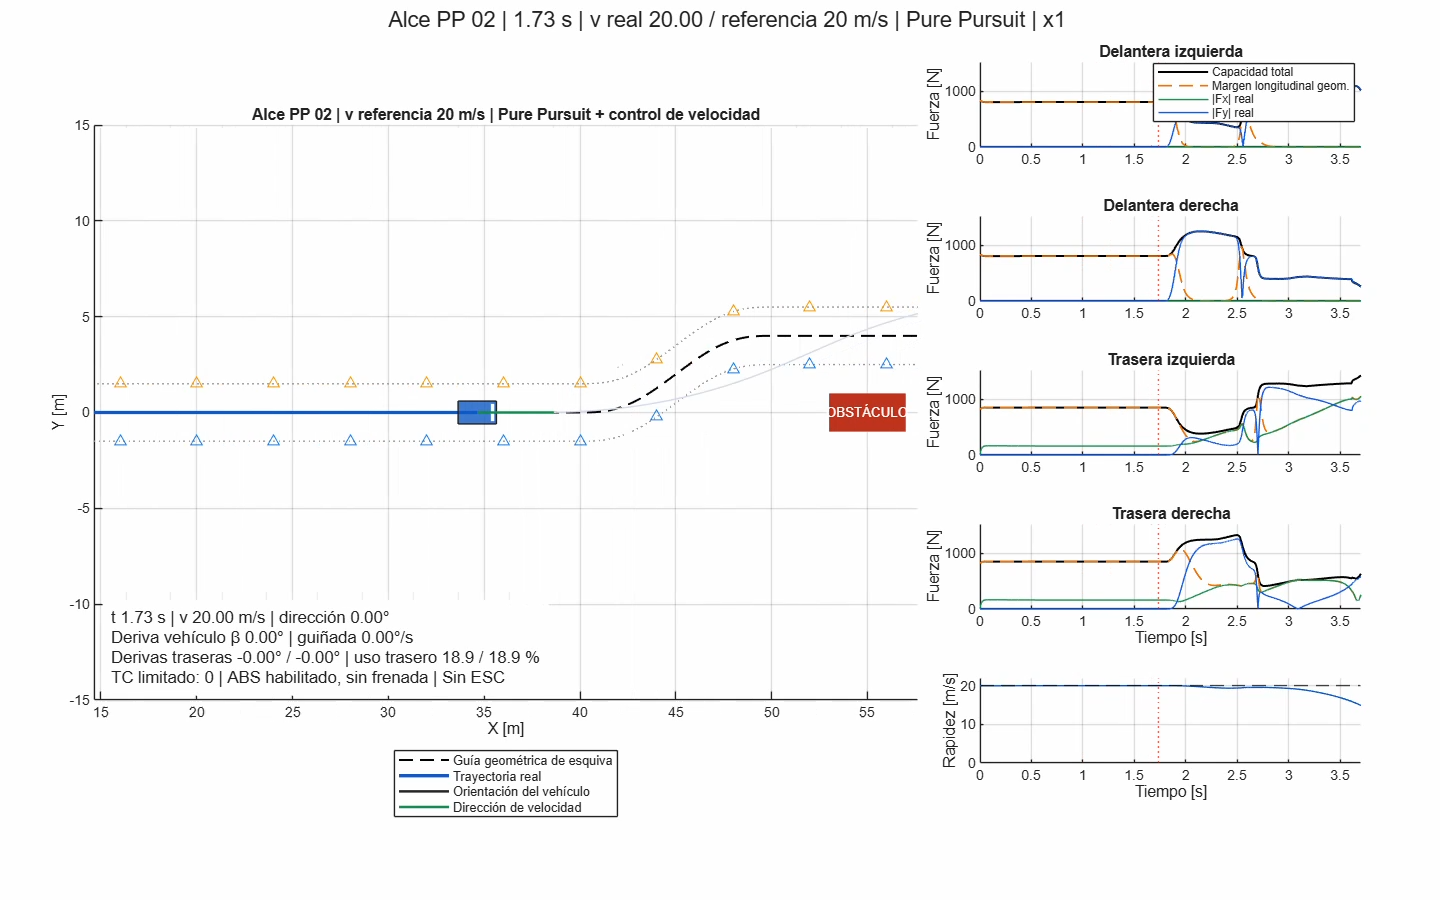 Alce PP 02 | 1.73 s | v real 20.00 / referencia 20 m/s | Pure Pursuit | x1
Alce PP 02 | v referencia 20 m/s | Pure Pursuit + control de velocidad
15
10
5
0
-5
-10
-15
Y [m]
OBSTÁCULO
t 1.73 s | v 20.00 m/s | dirección 0.00°
Deriva vehículo β 0.00° | guiñada 0.00°/s
Derivas traseras -0.00° / -0.00° | uso trasero 18.9 / 18.9 %
TC limitado: 0 | ABS habilitado, sin frenada | Sin ESC
15 20 25 30 35 40 45 50 55
X [m]
Guía geométrica de esquiva
Trayectoria real
Orientación del vehículo
Dirección de velocidad
Delantera izquierda
Capacidad total
Margen longitudinal geom.
|Fx| real
|Fy| real
Fuerza [N]
1000
0
0 0.5 1 1.5 2 2.5 3 3.5
Delantera derecha
Fuerza [N]
1000
0
0 0.5 1 1.5 2 2.5 3 3.5
Trasera izquierda
Fuerza [N]
1000
0
0 0.5 1 1.5 2 2.5 3 3.5
Trasera derecha
Fuerza [N]
1000
0
0 0.5 1 1.5 2 2.5 3 3.5
Tiempo [s]
Rapidez [m/s]
20
10
0
0 0.5 1 1.5 2 2.5 3 3.5
Tiempo [s]